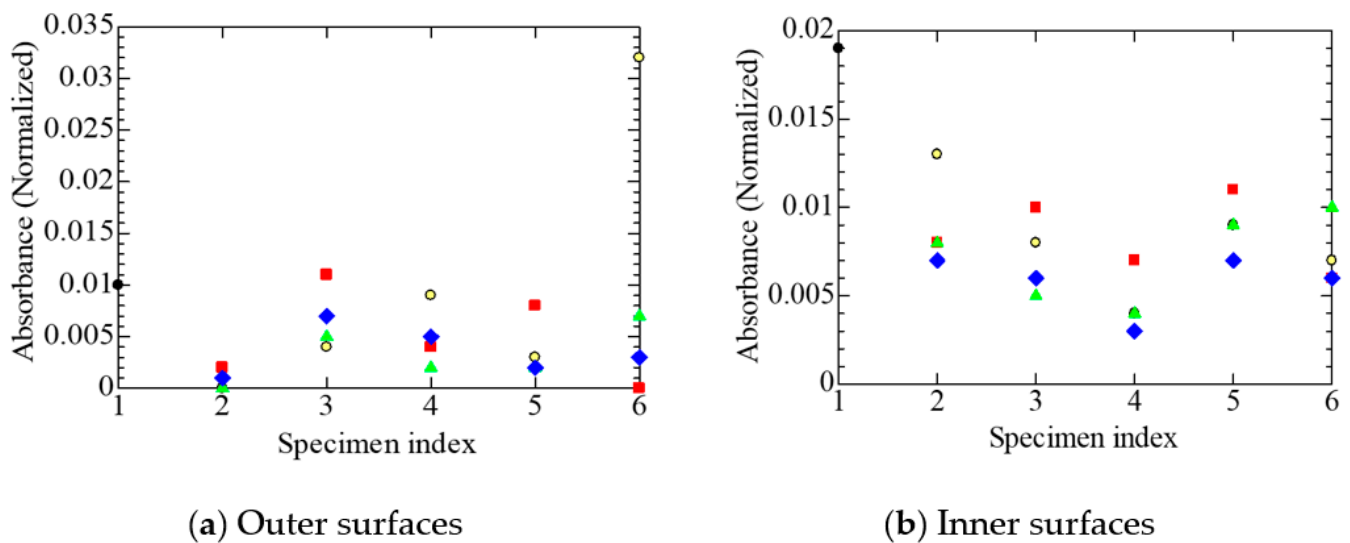 0.035
0.03
0.025
0.02
0.015
0.01
0.005
0
Absorbance (Normalized)
1 2 3 4 5 6
Specimen index
(a) Outer surfaces
0.02
0.015
0.01
0.005
0
Absorbance (Normalized)
1 2 3 4 5 6
Specimen index
(b) Inner surfaces